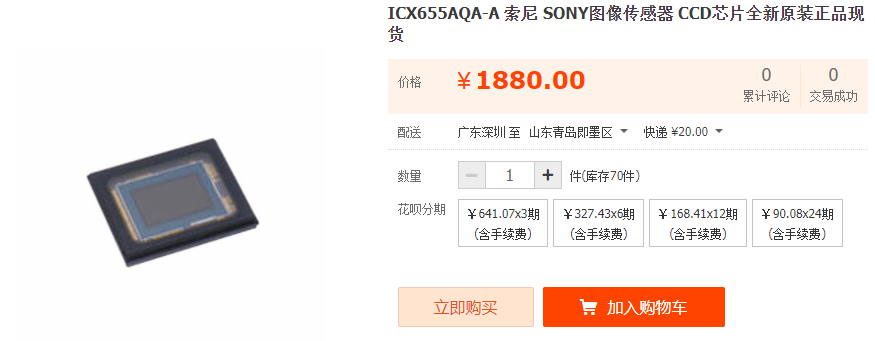 ICX655AQA-A 索尼 SONY图像传感器 CCD芯片全新原装正品现
货
价格 ¥1880.00 0 0
累计评论 交易成功
配送 广东深圳 至 山东青岛即墨区 快递 ¥20.00
数量 − 1 + 件(库存70件)
花呗分期 ¥641.07x3期 ¥327.43x6期 ¥168.41x12期 ¥90.08x24期
(含手续费) (含手续费) (含手续费) (含手续费)
立即购买 加入购物车